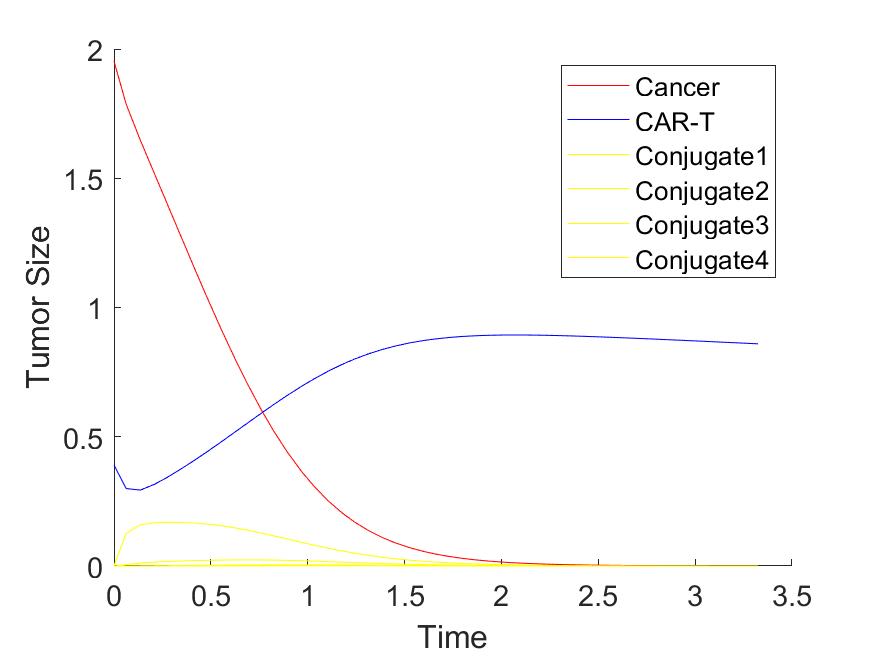 2
1.5
1
0.5
0
Tumor Size
0 0.5 1 1.5 2 2.5 3 3.5
Time
Cancer
CAR-T
Conjugate1
Conjugate2
Conjugate3
Conjugate4